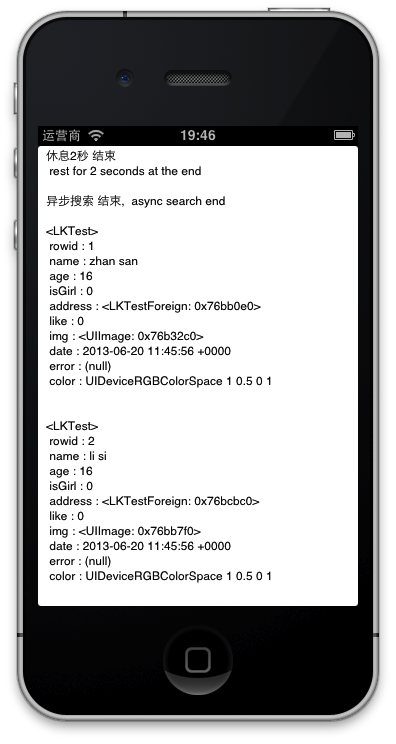 运营商 19:46
休息2秒 结束
rest for 2 seconds at the end
异步搜索 结束, async search end
<LKTest>
rowid : 1
name : zhan san
age : 16
isGirl : 0
address : <LKTestForeign: 0x76bb0e0>
like : 0
img : <UIImage: 0x76b32c0>
date : 2013-06-20 11:45:56 +0000
error : (null)
color : UIDeviceRGBColorSpace 1 0.5 0 1
<LKTest>
rowid : 2
name : li si
age : 16
isGirl : 0
address : <LKTestForeign: 0x76bcbc0>
like : 0
img : <UIImage: 0x76bb7f0>
date : 2013-06-20 11:45:56 +0000
error : (null)
color : UIDeviceRGBColorSpace 1 0.5 0 1